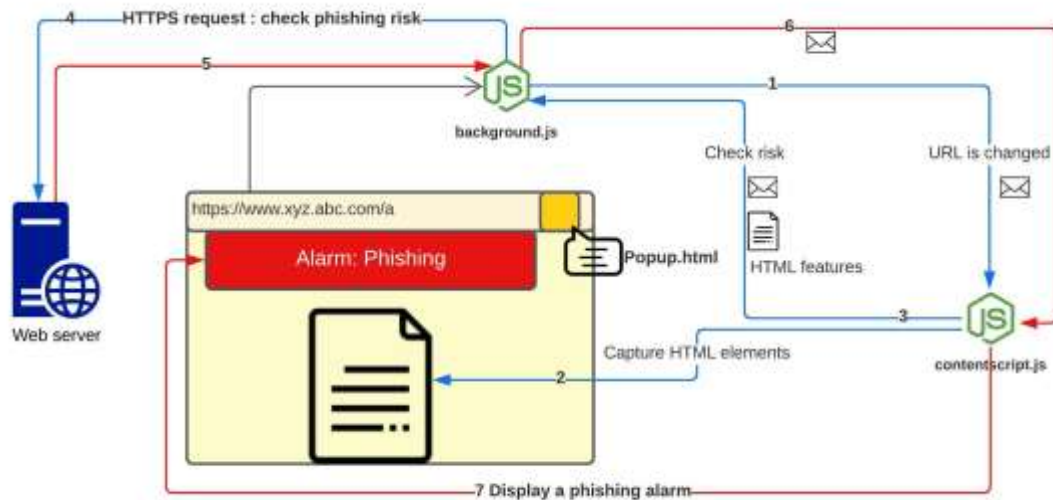 4 HTTPS request : check phishing risk
6
5
JS
1
background.js
Check risk
URL is changed
https://www.xyz.abc.com/a
Alarm: Phishing
Popup.html
HTML features
Web server
3
JS
Capture HTML elements
contentscript.js
2
7 Display a phishing alarm